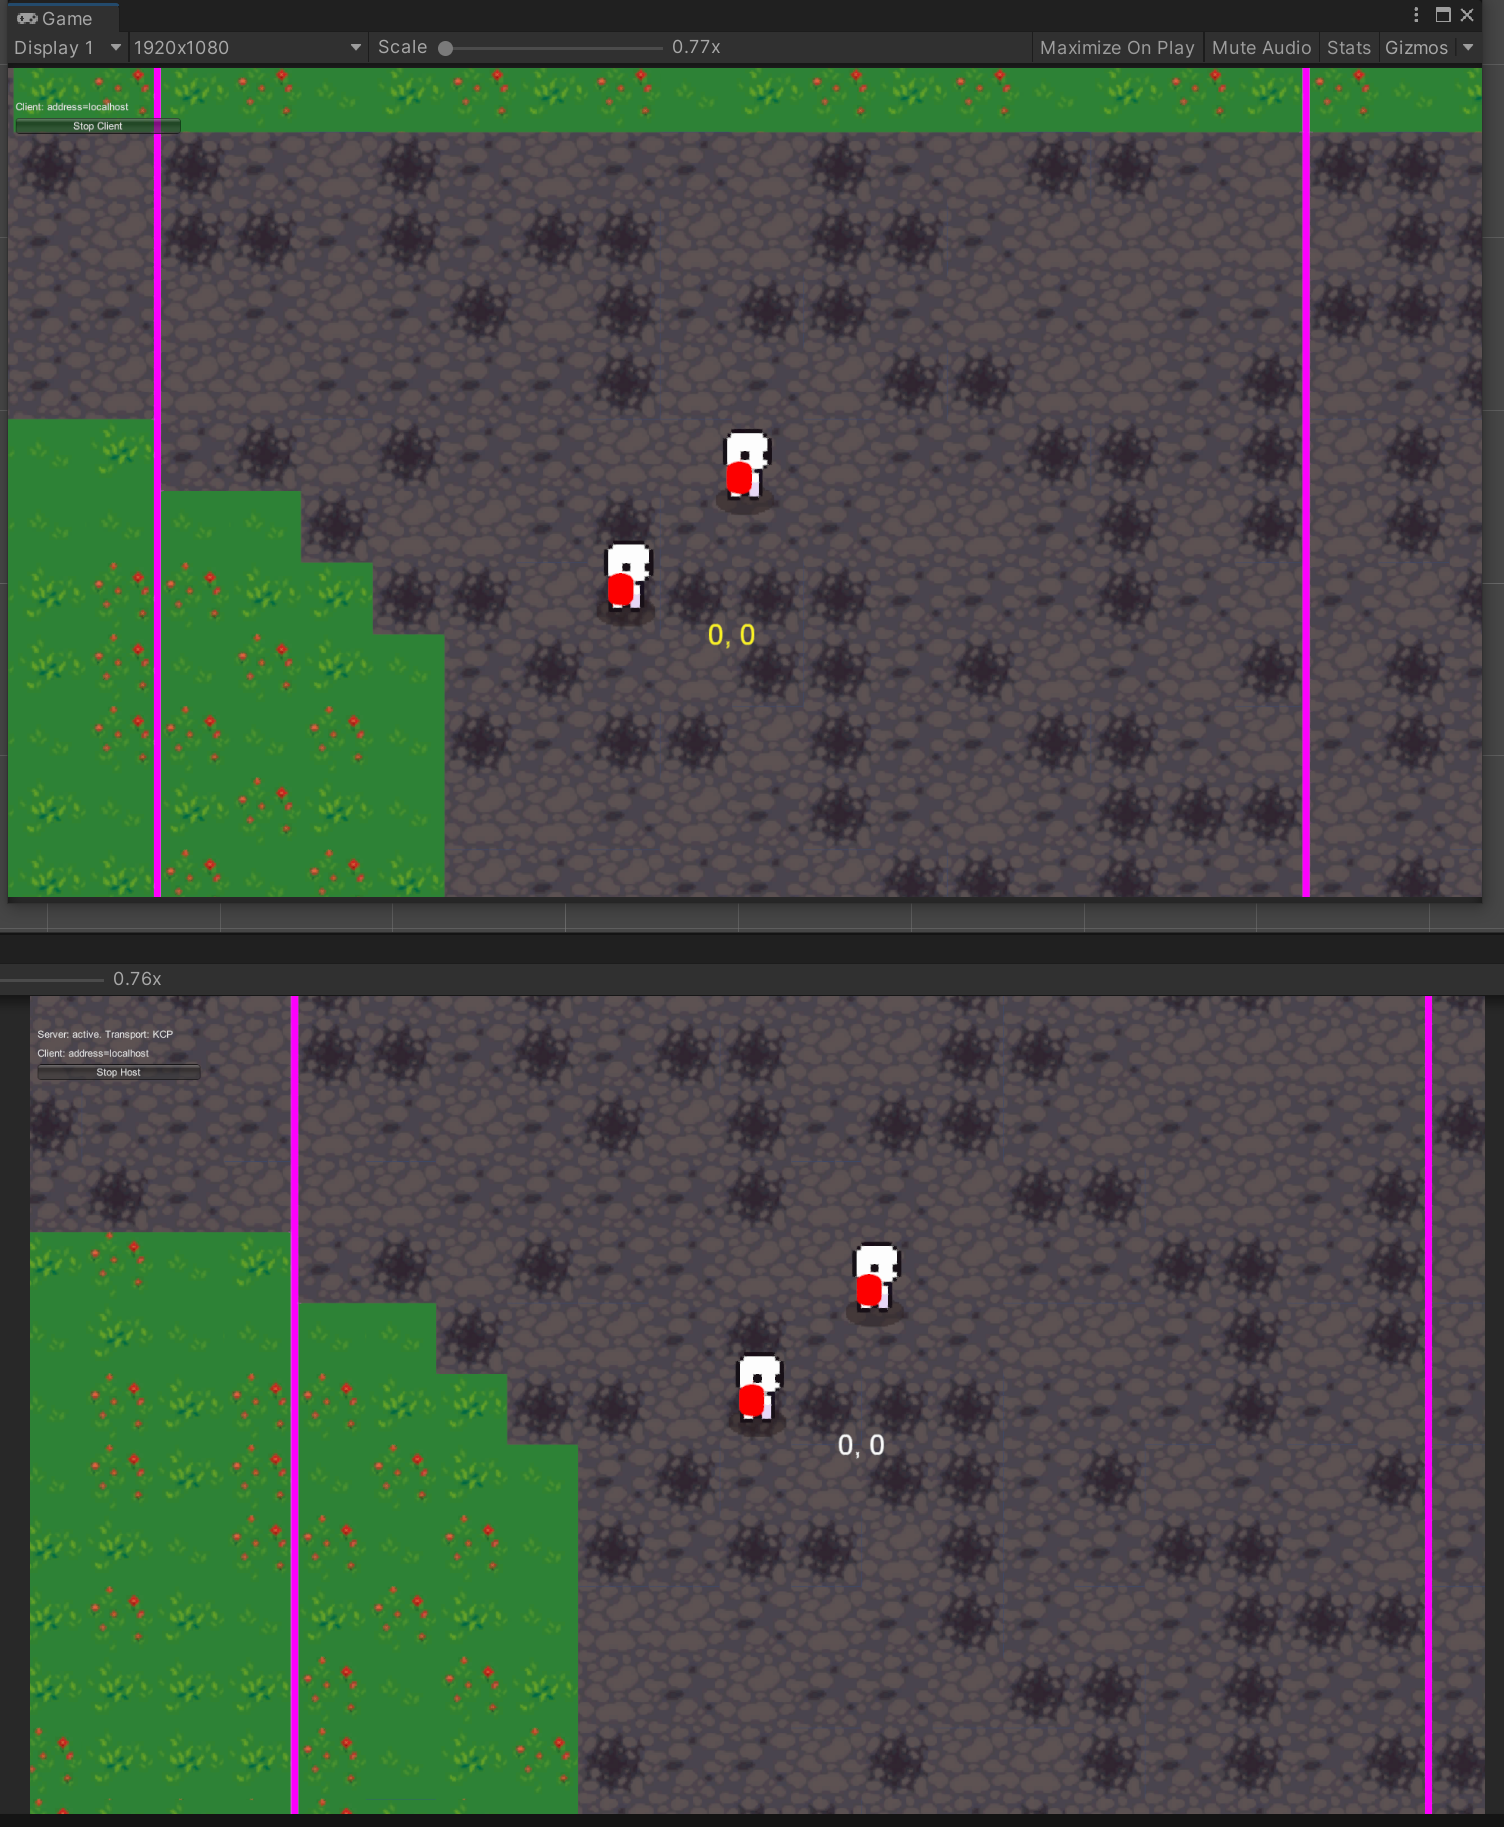 Game
Display 1 1920x1080 Scale 0.77x Maximize On Play Mute Audio Stats Gizmos
Client: address=localhost
Stop Client
0, 0
0.76x
Server: active. Transport: KCP
Client: address=localhost
Stop Host
0, 0